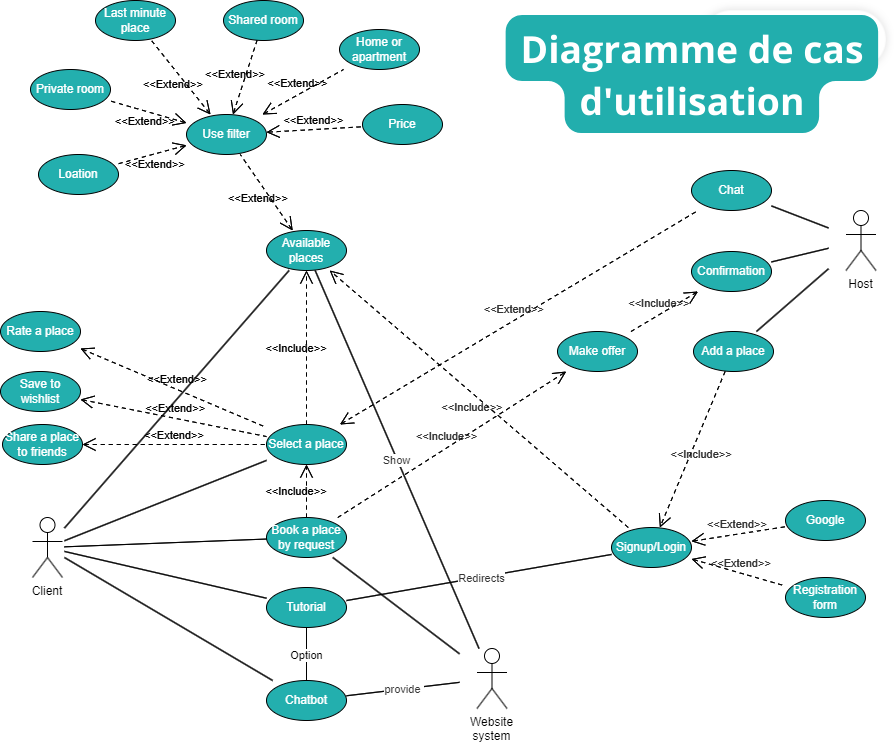 Diagramme de cas
d'utilisation
Last minute
place
Shared room
Home or
apartment
Private room
Use filter
Price
Loation
<<Extend>>
<<Extend>>
<<Extend>>
<<Extend>>
<<Extend>>
<<Extend>>
<<Extend>>
Available
places
Chat
Confirmation
Host
<<Extend>>
<<Include>>
Rate a place
<<Include>>
Make offer
Add a place
Save to
wishlist
<<Extend>>
<<Extend>>
<<Include>>
Share a place
to friends
<<Extend>>
Select a place
<<Include>>
Show
<<Include>>
<<Include>>
Book a place
by request
Google
<<Extend>>
Signup/Login
<<Extend>>
Registration
form
Client
Redirects
Tutorial
Option
Chatbot
provide
Website
system